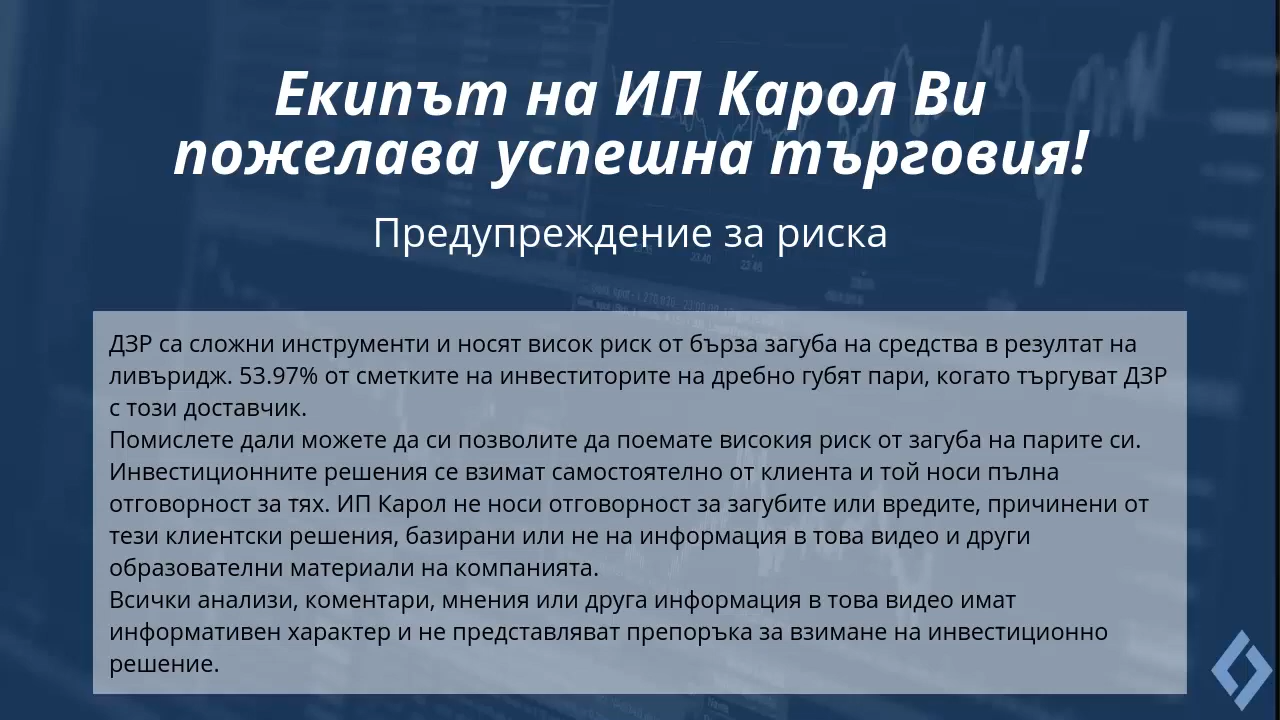 Екипът на ИП Карол Ви
пожелава успешна търговия!
Предупреждение за риска
ДЗР са сложни инструменти и носят висок риск от бърза загуба на средства в резултат на
ливъридж. 53.97% от сметките на инвеститорите на дребно губят пари, когато търгуват ДЗР
с този доставчик.
Помислете дали можете да си позволите да поемате високия риск от загуба на парите си.
Инвестиционните решения се взимат самостоятелно от клиента и той носи пълна
отговорност за тях. ИП Карол не носи отговорност за загубите или вредите, причинени от
тези клиентски решения, базирани или не на информация в това видео и други
образователни материали на компанията.
Всички анализи, коментари, мнения или друга информация в това видео имат
информативен характер и не представляват препоръка за взимане на инвестиционно
решение.